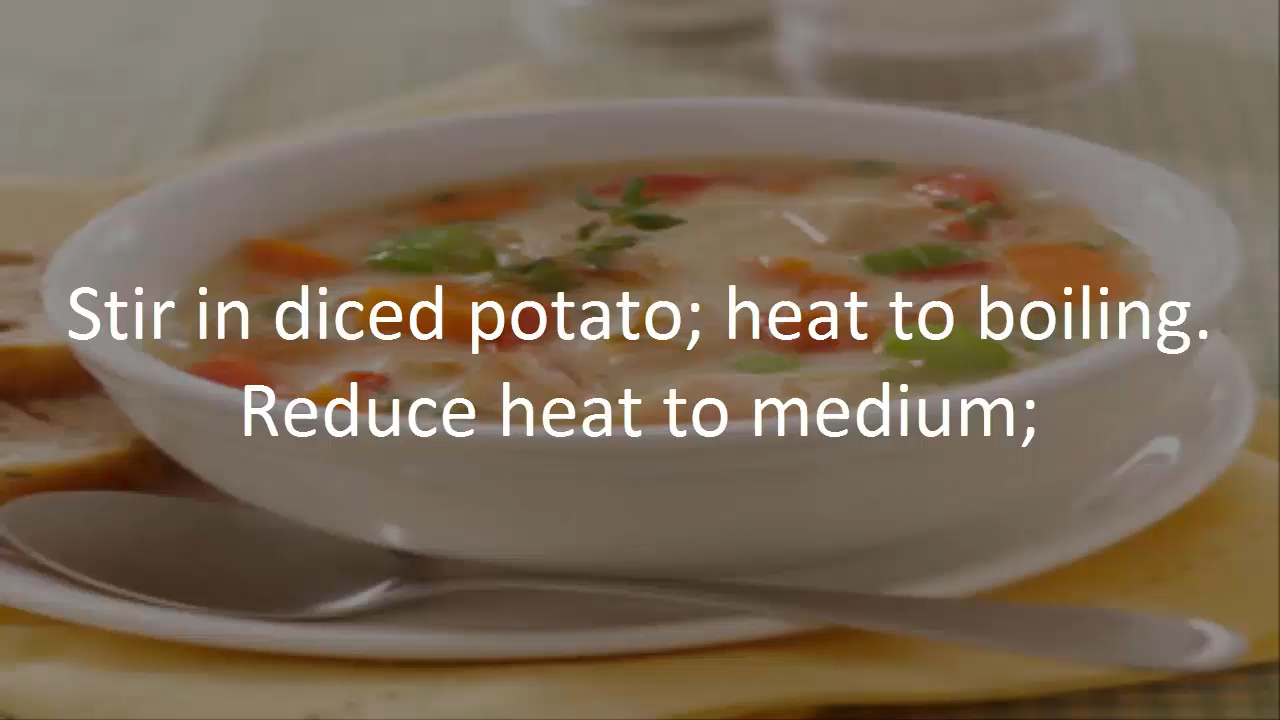 Stir in diced potato; heat to boiling.
Reduce heat to medium;